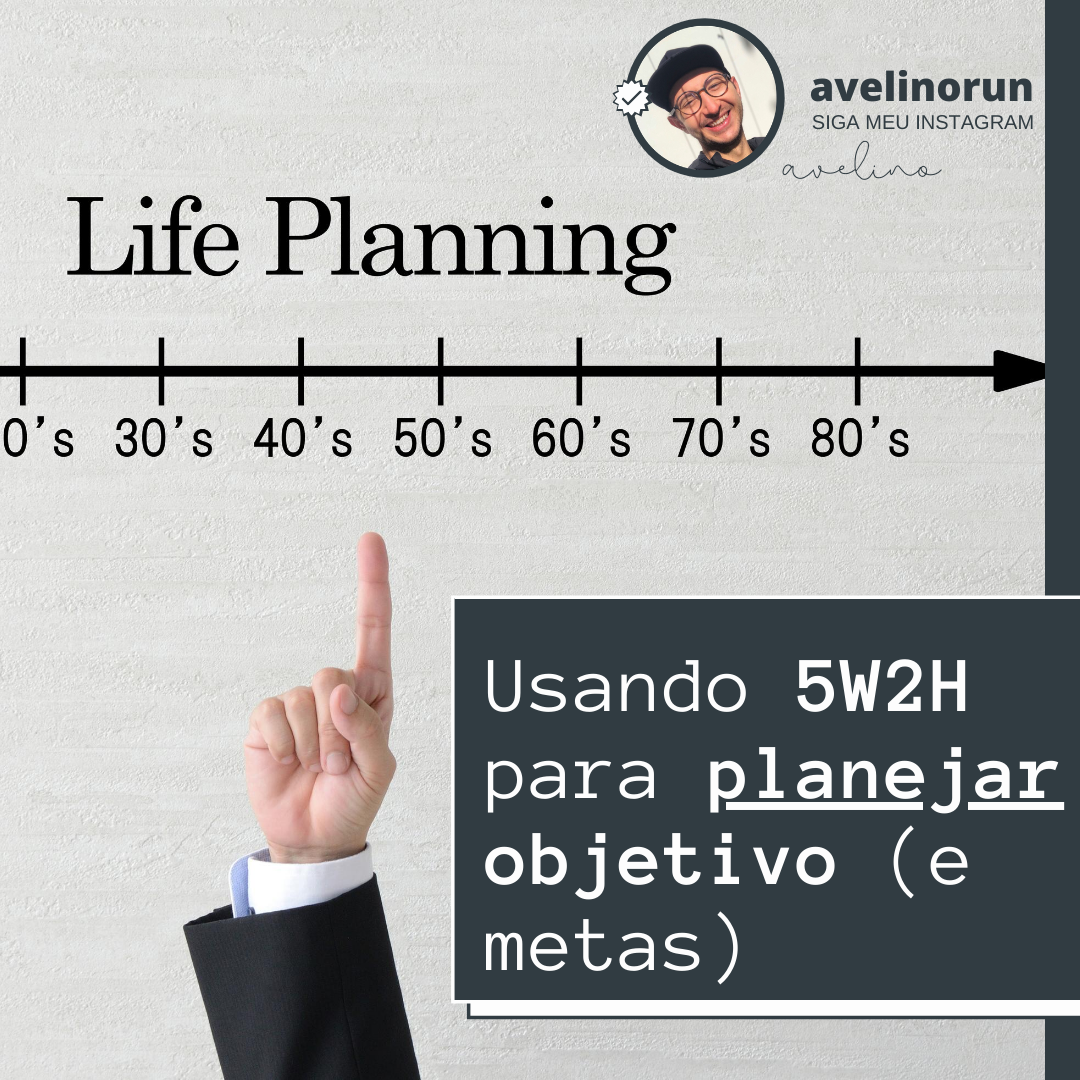 avelinorun
SIGA MEU INSTAGRAM
avelino
Life Planning
0's 30's 40's 50's 60's 70's 80's
Usando 5W2H
para planejar
objetivo (e
metas)